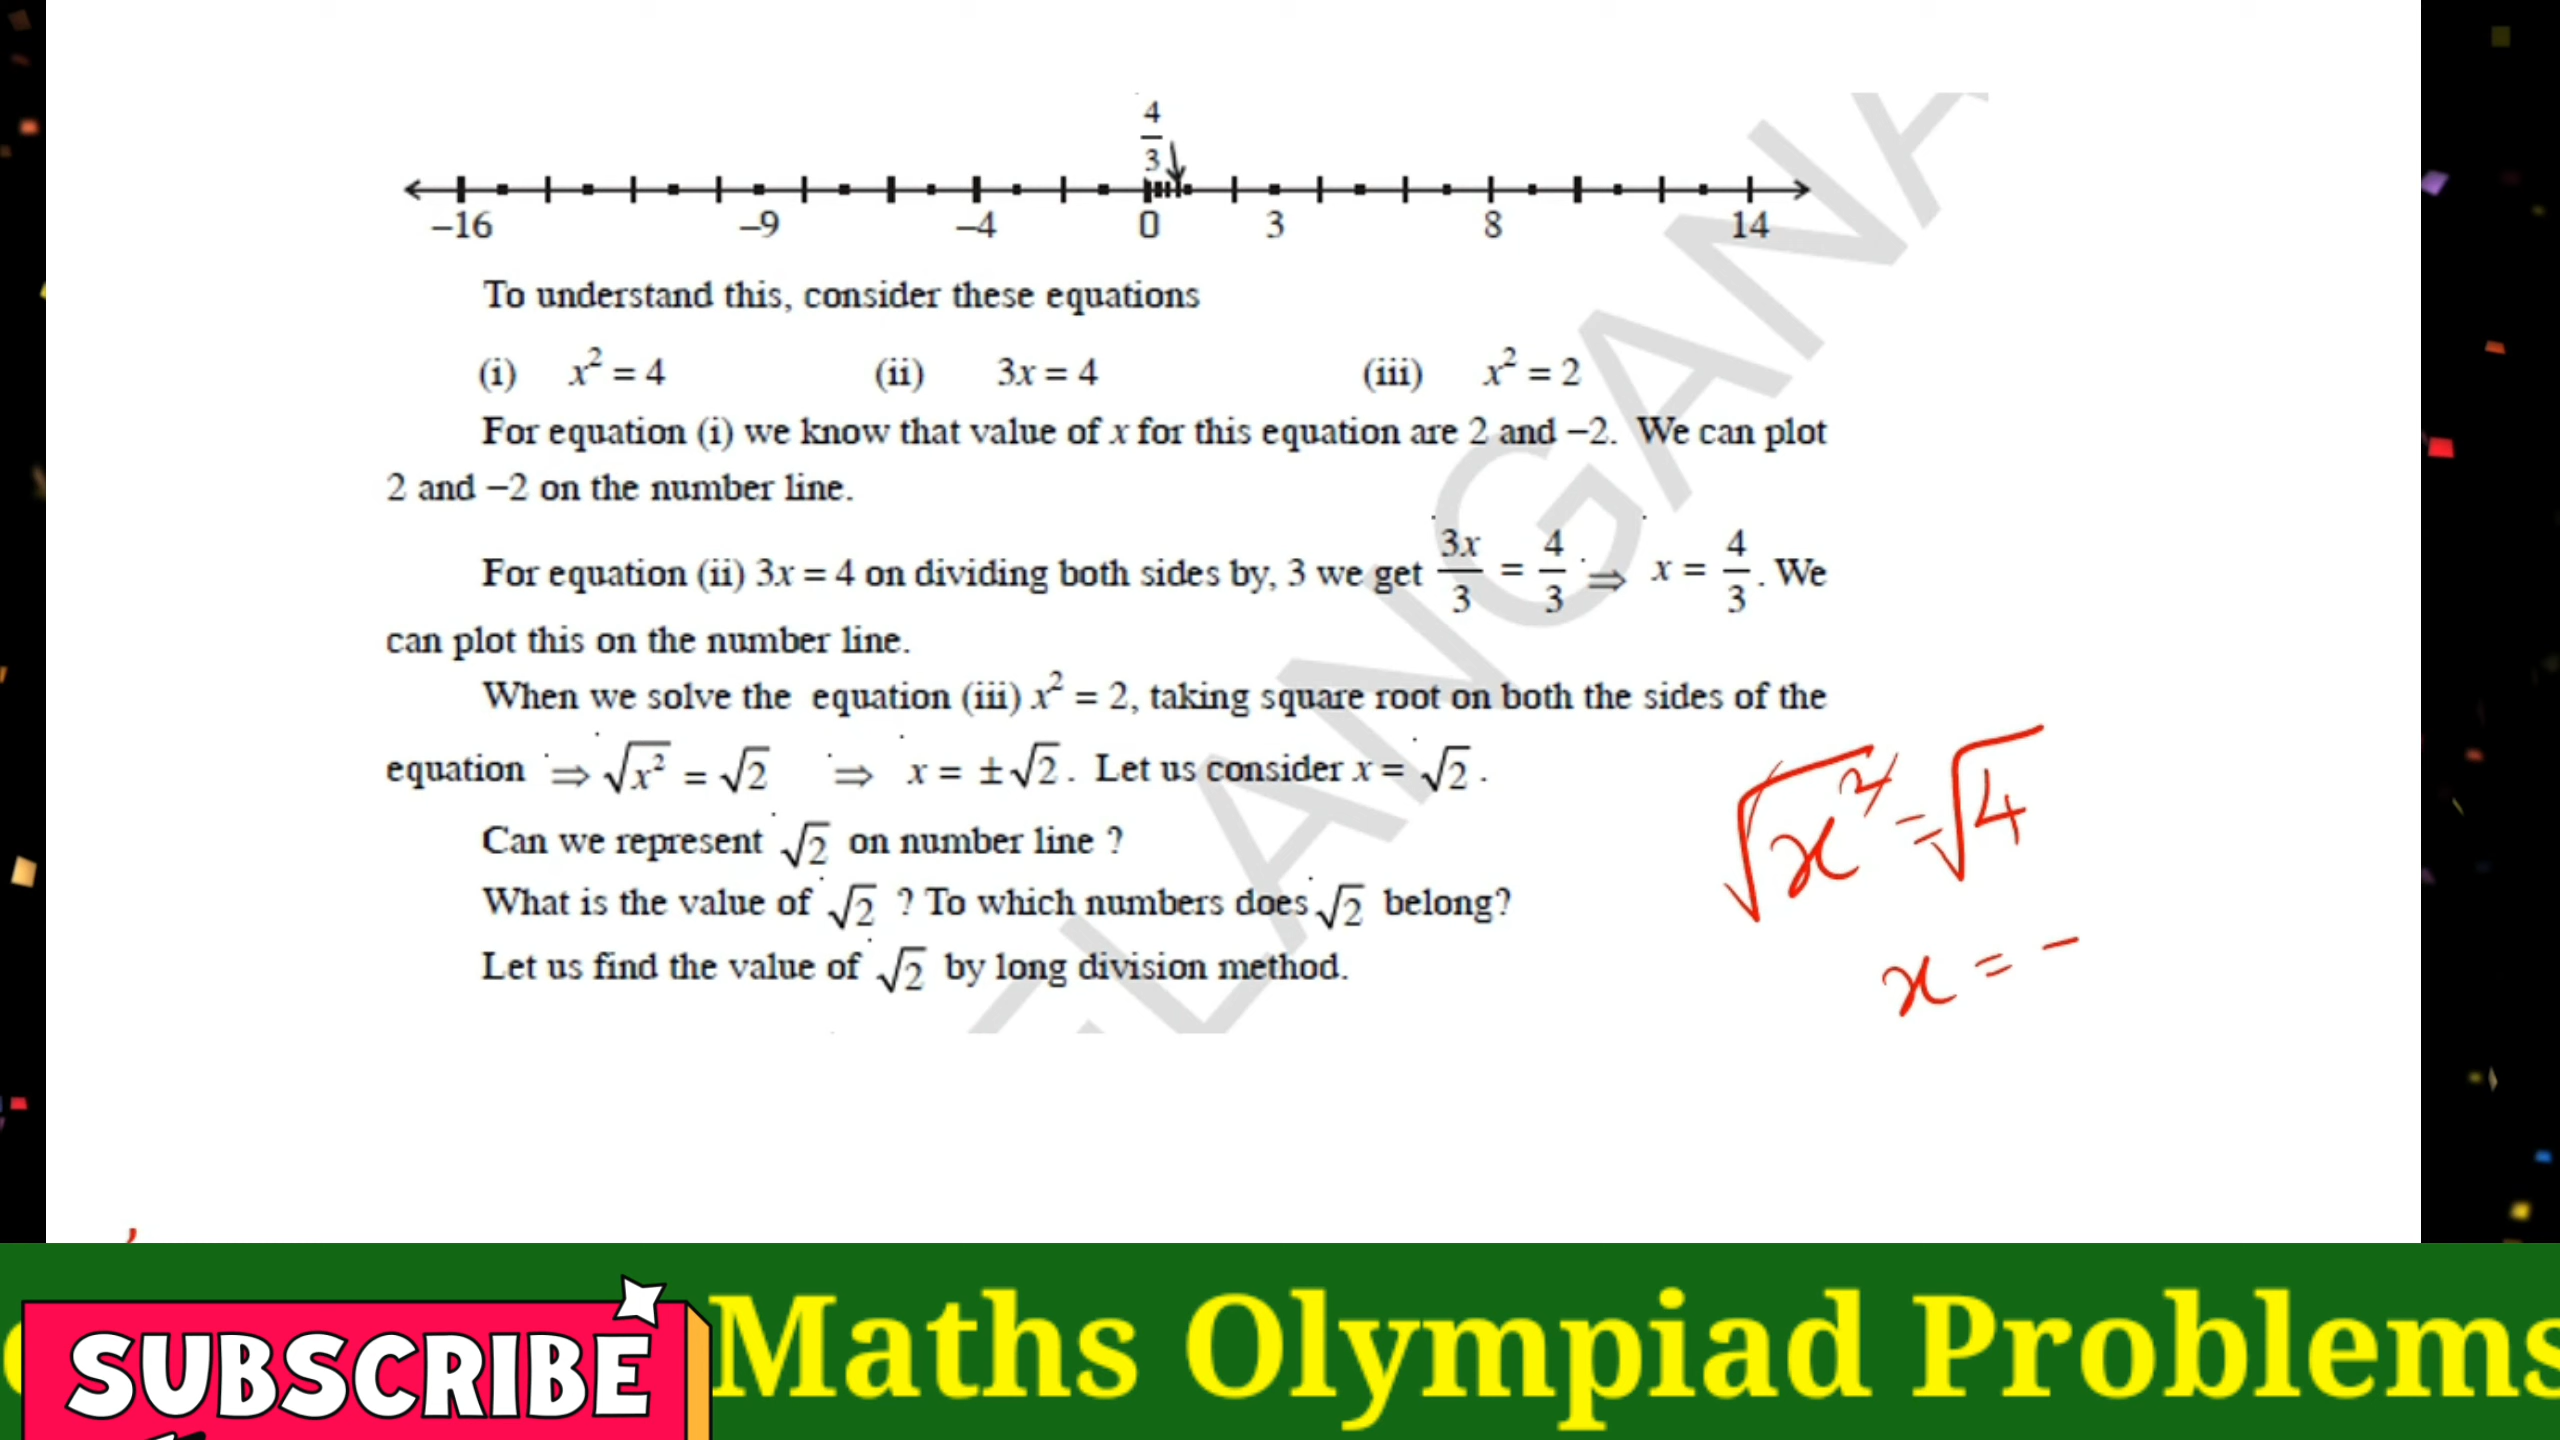 4/3
–16 –9 –4 0 3 8 14
To understand this, consider these equations
(i) x² = 4 (ii) 3x = 4 (iii) x² = 2
For equation (i) we know that value of x for this equation are 2 and −2. We can plot
2 and −2 on the number line.
For equation (ii) 3x = 4 on dividing both sides by, 3 we get 3x/3 = 4/3 ⇒ x = 4/3. We
can plot this on the number line.
When we solve the equation (iii) x² = 2, taking square root on both the sides of the
equation ⇒ √x² = √2 ⇒ x = ±√2. Let us consider x = √2.
Can we represent √2 on number line ?
What is the value of √2 ? To which numbers does √2 belong?
Let us find the value of √2 by long division method.
√x² = √4
x = −
SUBSCRIBE
Maths Olympiad Problems